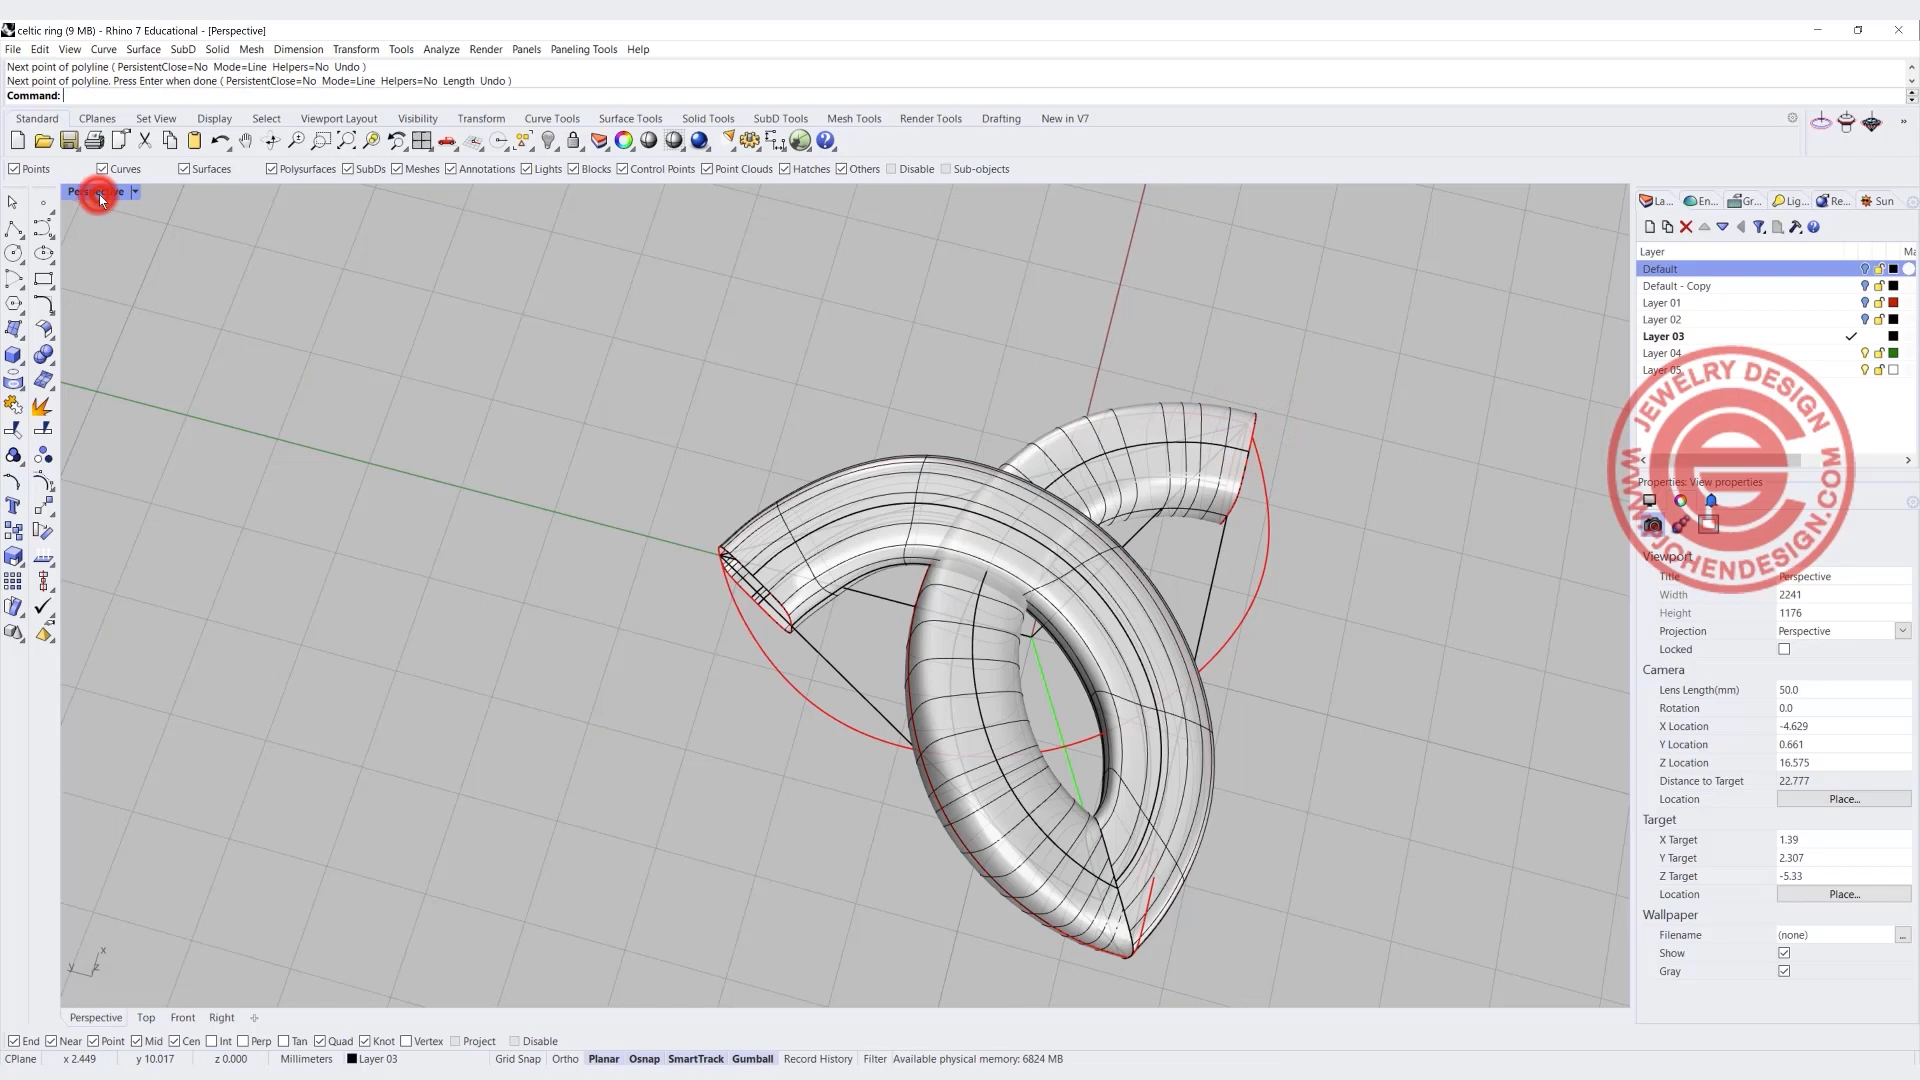 celtic ring (9 MB) - Rhino 7 Educational - [Perspective]
File Edit View Curve Surface SubD Solid Mesh Dimension Transform Tools Analyze Render Panels Paneling Tools Help
Next point of polyline ( PersistentClose=No Mode=Line Helpers=No Undo )
Next point of polyline. Press Enter when done ( PersistentClose=No Mode=Line Helpers=No Length Undo )
Command:
Standard CPlanes Set View Display Select Viewport Layout Visibility Transform Curve Tools Surface Tools Solid Tools SubD Tools Mesh Tools Render Tools Drafting New in V7
Points Curves Surfaces Polysurfaces SubDs Meshes Annotations Lights Blocks Control Points Point Clouds Hatches Others Disable Sub-objects
Perspective
La... En... Gr... Lig... Re... Sun
Layer Ma
Default
Default - Copy
Layer 01
Layer 02
Layer 03
Layer 04
Layer 05
JEWELRY DESIGN
WWW.JOHENDESIGN.COM
Properties: View properties
Viewport
Title Perspective
Width 2241
Height 1176
Projection Perspective
Locked
Camera
Lens Length(mm) 50.0
Rotation 0.0
X Location -4.629
Y Location 0.661
Z Location 16.575
Distance to Target 22.777
Location Place...
Target
X Target 1.39
Y Target 2.307
Z Target -5.33
Location Place...
Wallpaper
Filename (none) ...
Show
Gray
x
y
z
Perspective Top Front Right
End Near Point Mid Cen Int Perp Tan Quad Knot Vertex Project Disable
CPlane x 2.449 y 10.017 z 0.000 Millimeters Layer 03 Grid Snap Ortho Planar Osnap SmartTrack Gumball Record History Filter Available physical memory: 6824 MB